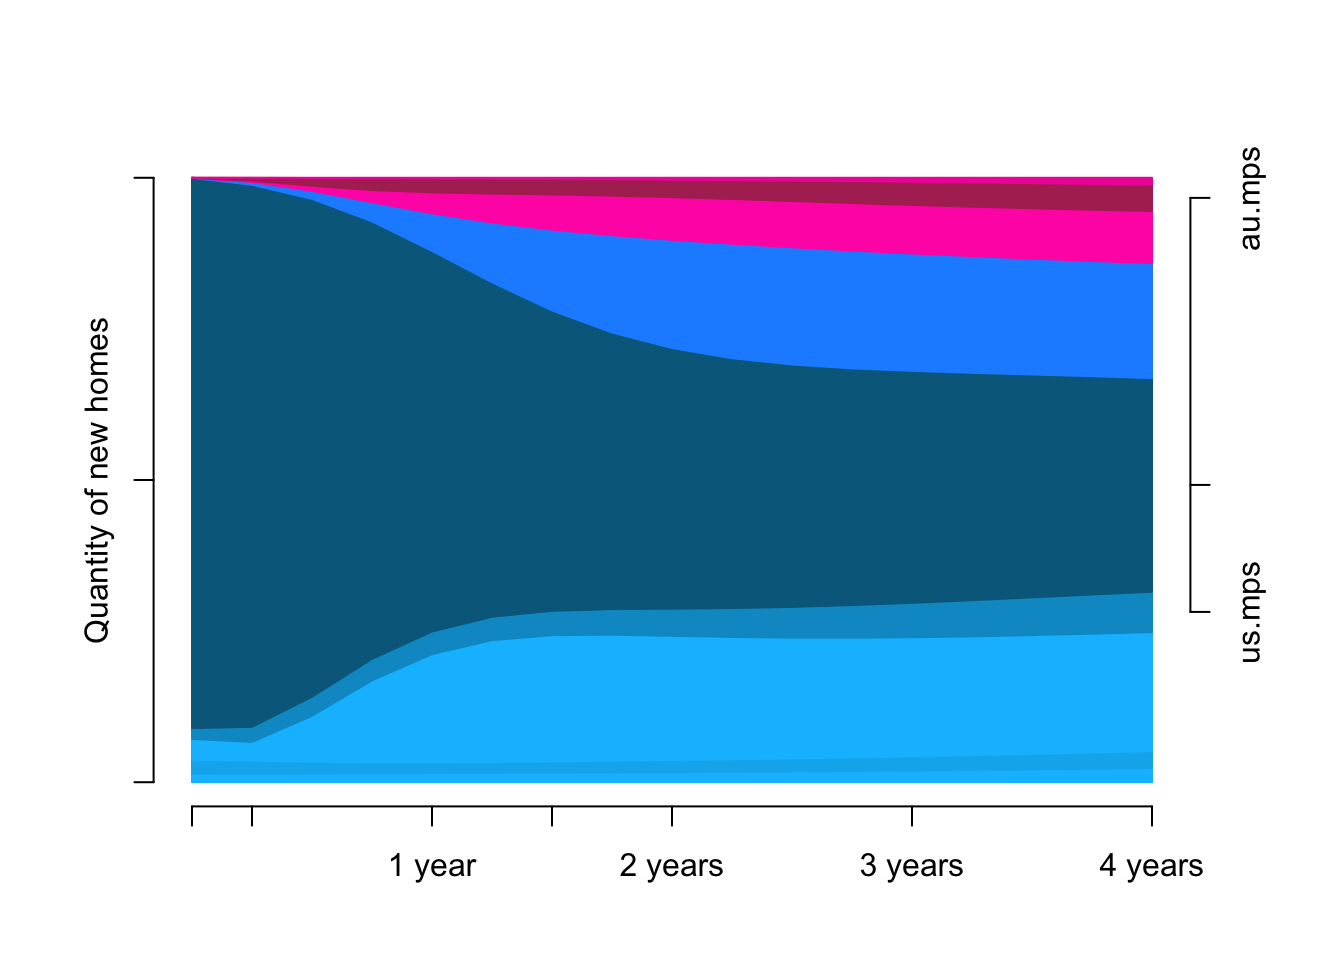 Quantity of new homes
au.mps
us.mps
1 year
2 years
3 years
4 years